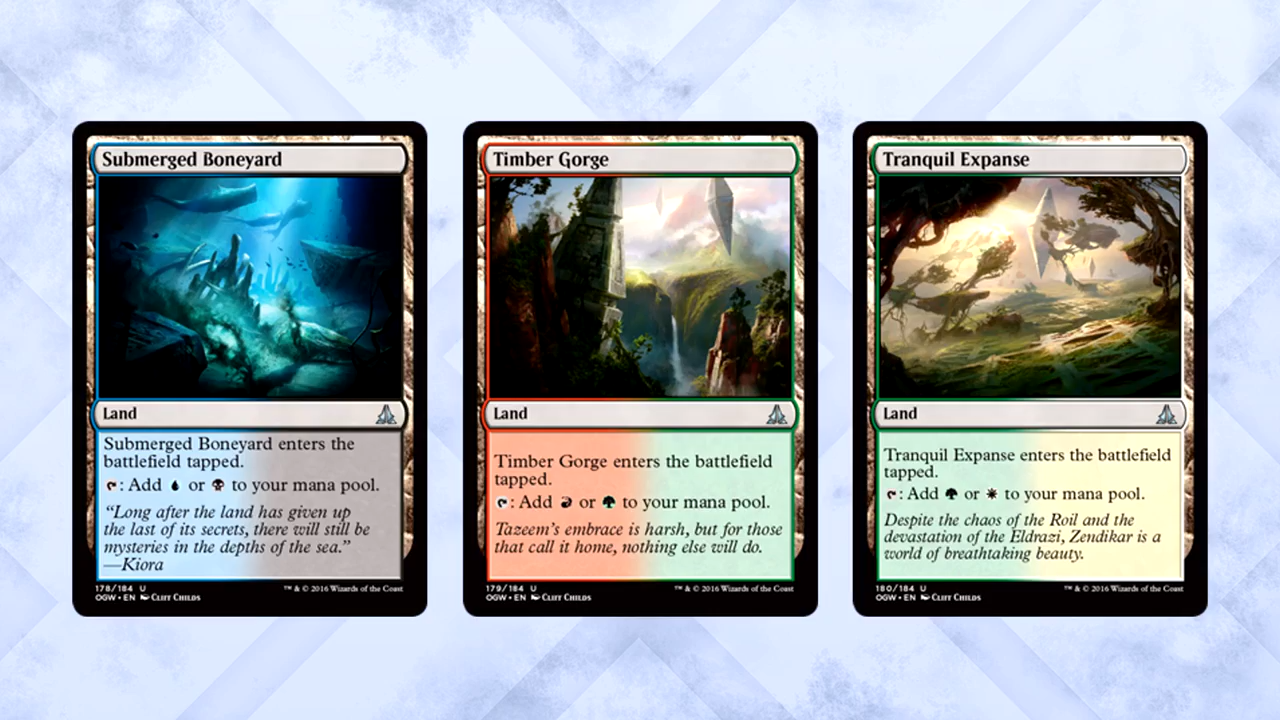 Submerged Boneyard
Land
Submerged Boneyard enters the
battlefield tapped.
: Add or to your mana pool.
“Long after the land has given up
the last of its secrets, there will still be
mysteries in the depths of the sea.”
—Kiora
178/184 U
OGW • EN Cliff Childs
™ & © 2016 Wizards of the Coast
Timber Gorge
Land
Timber Gorge enters the battlefield
tapped.
: Add or to your mana pool.
Tazeem's embrace is harsh, but for those
that call it home, nothing else will do.
179/184 U
OGW • EN Cliff Childs
™ & © 2016 Wizards of the Coast
Tranquil Expanse
Land
Tranquil Expanse enters the battlefield
tapped.
: Add or to your mana pool.
Despite the chaos of the Roil and the
devastation of the Eldrazi, Zendikar is a
world of breathtaking beauty.
180/184 U
OGW • EN Cliff Childs
™ & © 2016 Wizards of the Coast